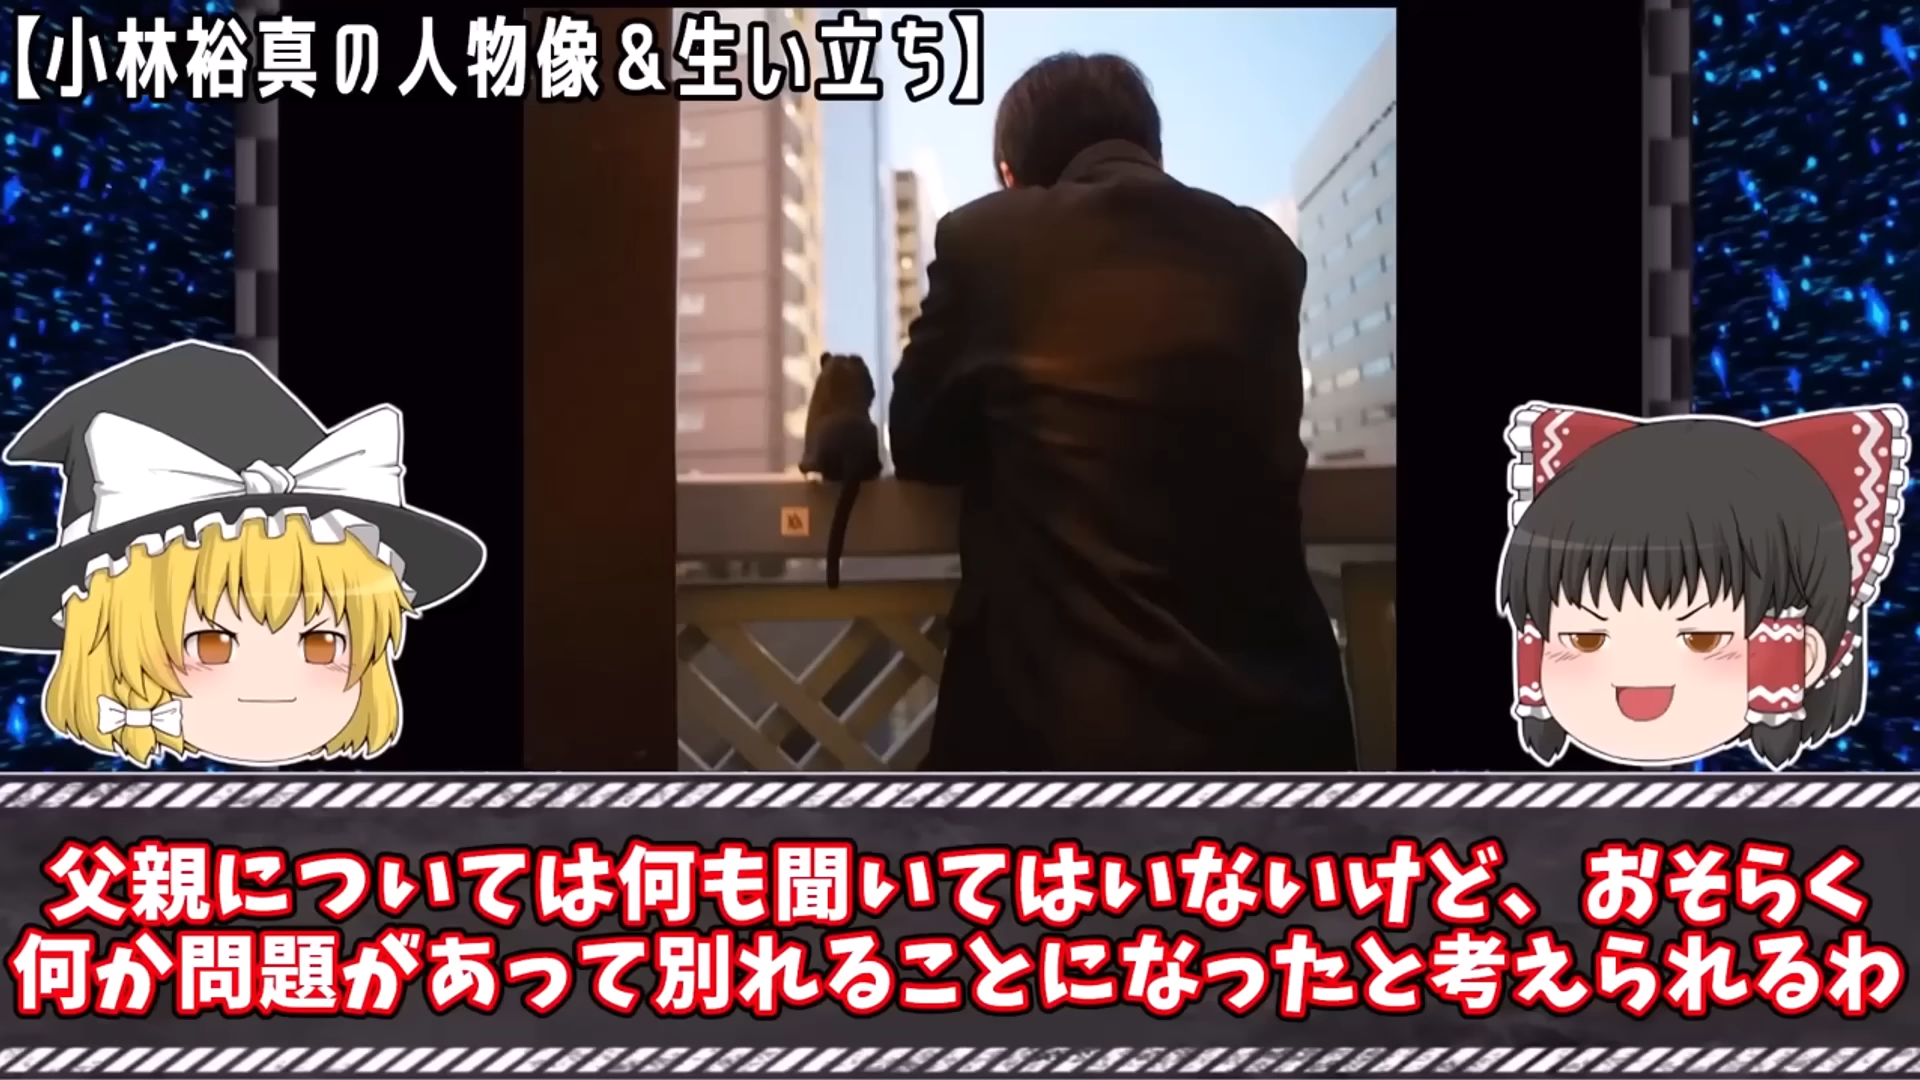 【小林裕真の人物像＆生い立ち】
父親については何も聞いてはいないけど、おそらく
何か問題があって別れることになったと考えられるわ